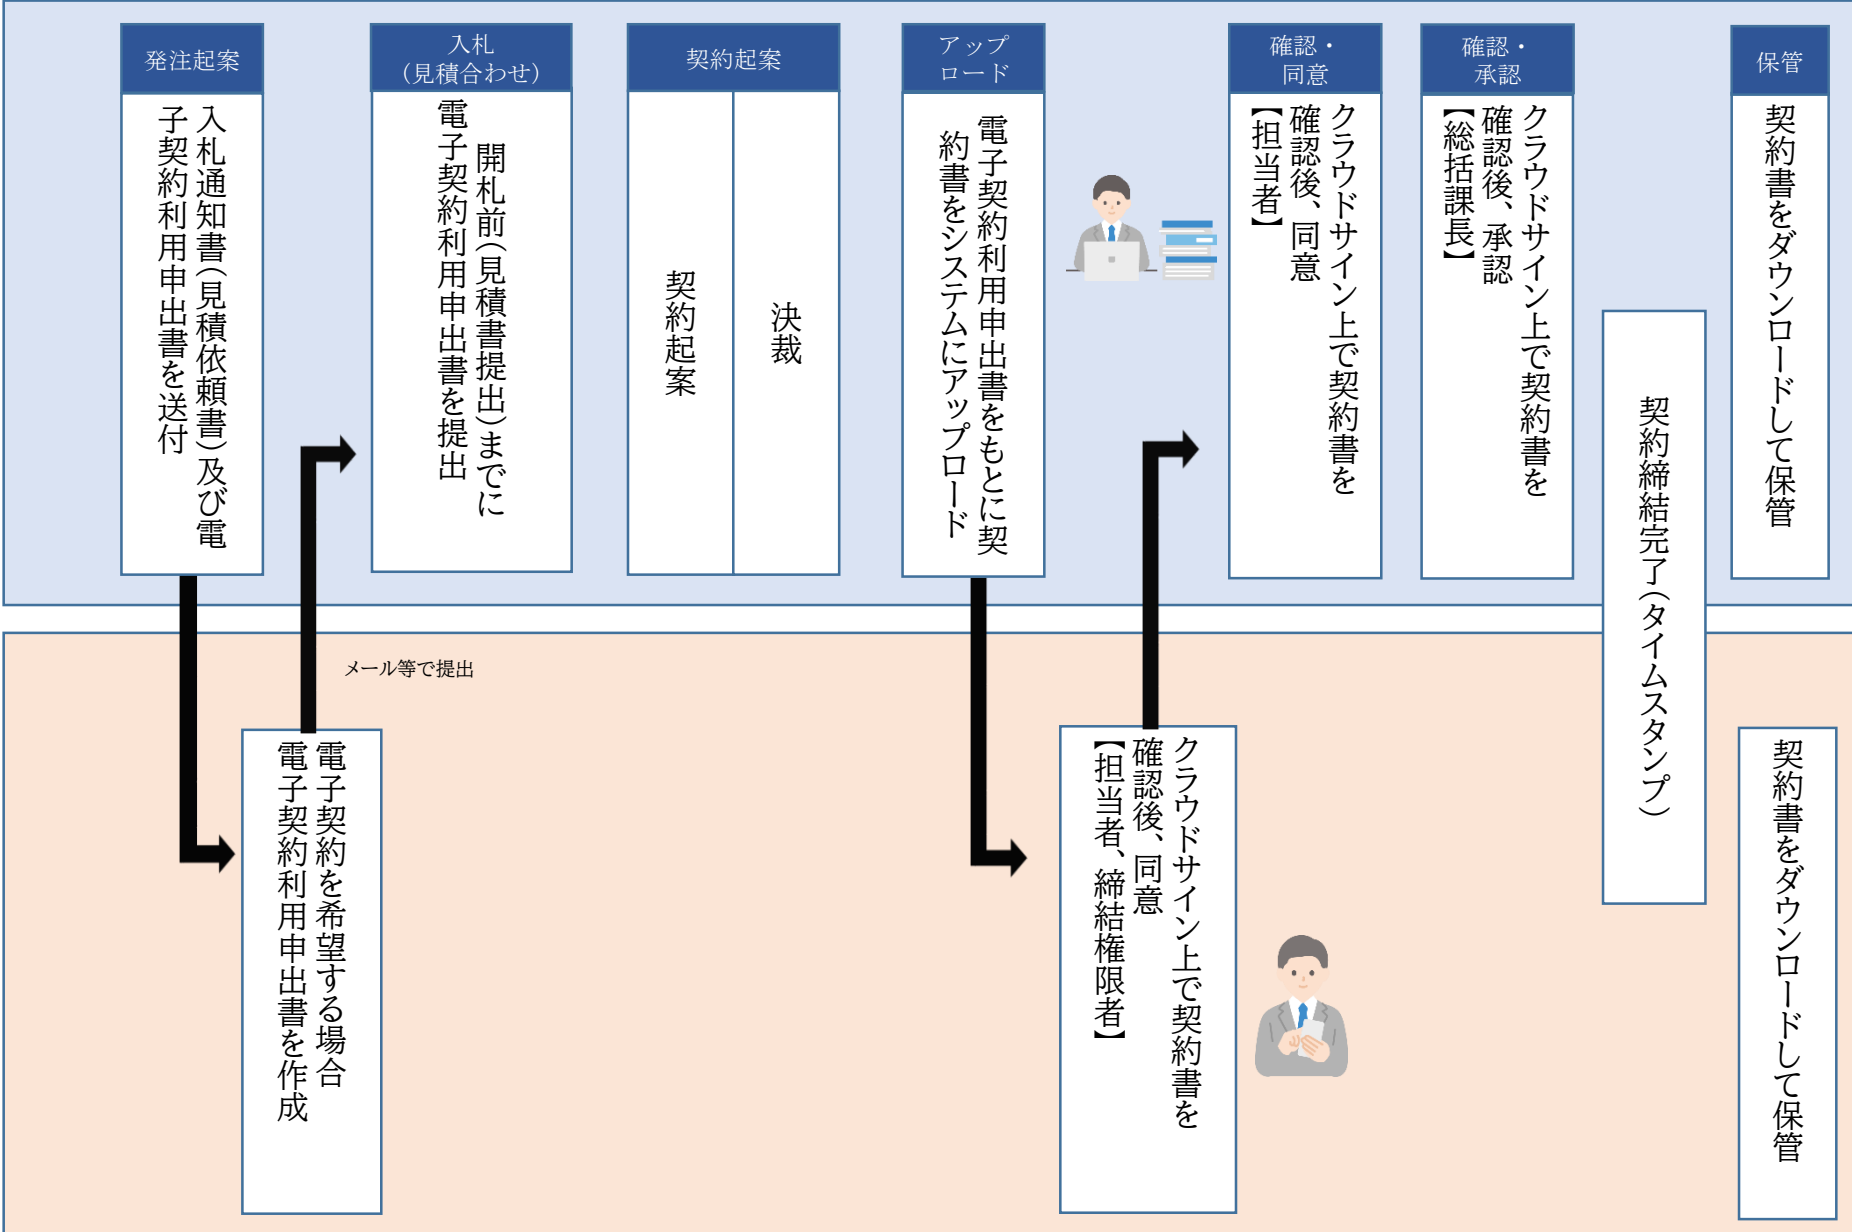 発注起案
入札通知書（見積依頼書）及び電
子契約利用申出書を送付
入札
（見積合わせ）
開札前（見積書提出）までに
電子契約利用申出書を提出
契約起案
契約起案
決裁
アップ
ロード
電子契約利用申出書をもとに契
約書をシステムにアップロード
確認・
同意
クラウドサイン上で契約書を
確認後、同意
【担当者】
確認・
承認
クラウドサイン上で契約書を
確認後、承認
【総括課長】
契約締結完了（タイムスタンプ）
保管
契約書をダウンロードして保管
メール等で提出
電子契約を希望する場合
電子契約利用申出書を作成
クラウドサイン上で契約書を
確認後、同意
【担当者、締結権限者】
契約書をダウンロードして保管